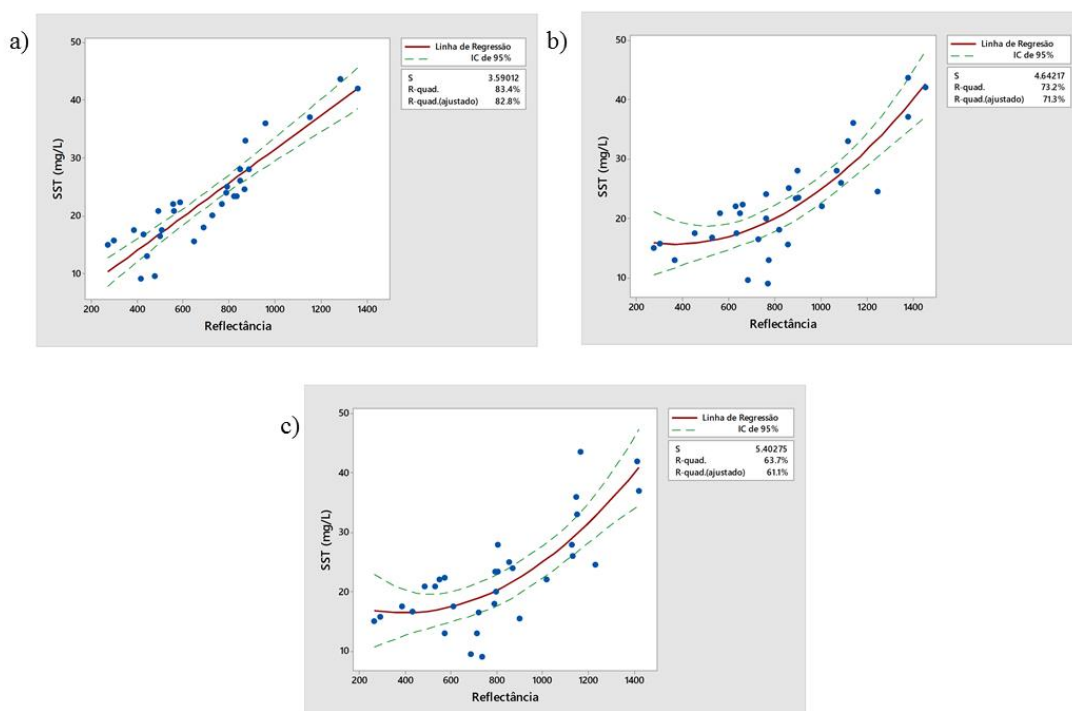 a)
50
40
30
20
10
SST (mg/L)
200 400 600 800 1000 1200 1400
Reflectância
Linha de Regressão
IC de 95%
S 3.59012
R-quad. 83.4%
R-quad.(ajustado) 82.8%
b)
50
40
30
20
10
SST (mg/L)
200 400 600 800 1000 1200 1400
Reflectância
Linha de Regressão
IC de 95%
S 4.64217
R-quad. 73.2%
R-quad.(ajustado) 71.3%
c)
50
40
30
20
10
SST (mg/L)
200 400 600 800 1000 1200 1400
Reflectância
Linha de Regressão
IC de 95%
S 5.40275
R-quad. 63.7%
R-quad.(ajustado) 61.1%